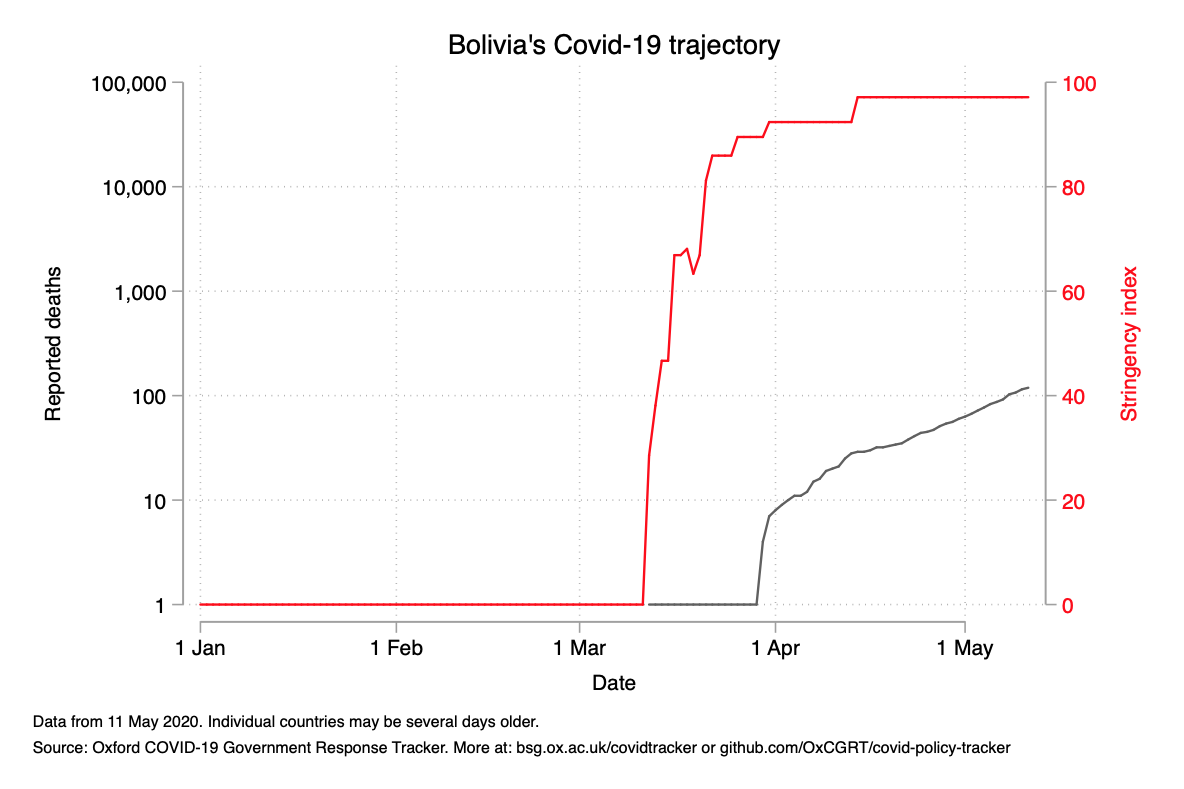 Bolivia's Covid-19 trajectory
100,000
10,000
1,000
100
10
1
Reported deaths
100
80
60
40
20
0
Stringency index
1 Jan
1 Feb
1 Mar
1 Apr
1 May
Date
Data from 11 May 2020. Individual countries may be several days older.
Source: Oxford COVID-19 Government Response Tracker. More at: bsg.ox.ac.uk/covidtracker or github.com/OxCGRT/covid-policy-tracker